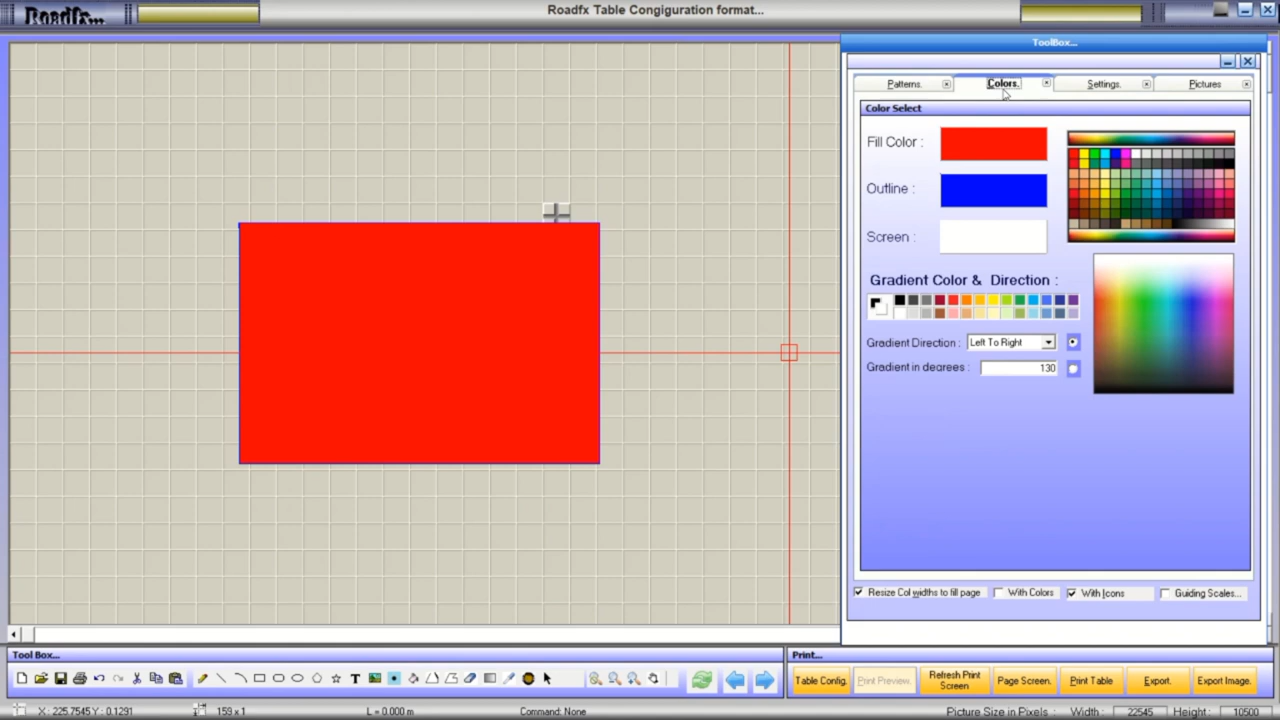 Roadfx...
Roadfx Table Congiguration format...
ToolBox...
Patterns.
Colors.
Settings.
Pictures
Color Select
Fill Color :
Outline :
Screen :
Gradient Color & Direction :
Gradient Direction : Left To Right
Gradient in degrees : 130
Resize Col widths to fill page
With Colors
With Icons
Guiding Scales...
Tool Box...
Print...
Table Config.
Print Preview.
Refresh Print
Screen
Page Screen.
Print Table
Export.
Export Image.
X : 225.7545 Y : 0.1291
159 x 1
L = 0.000 m
Command: None
Picture Size in Pixels : Width : 22545 Height : 10500